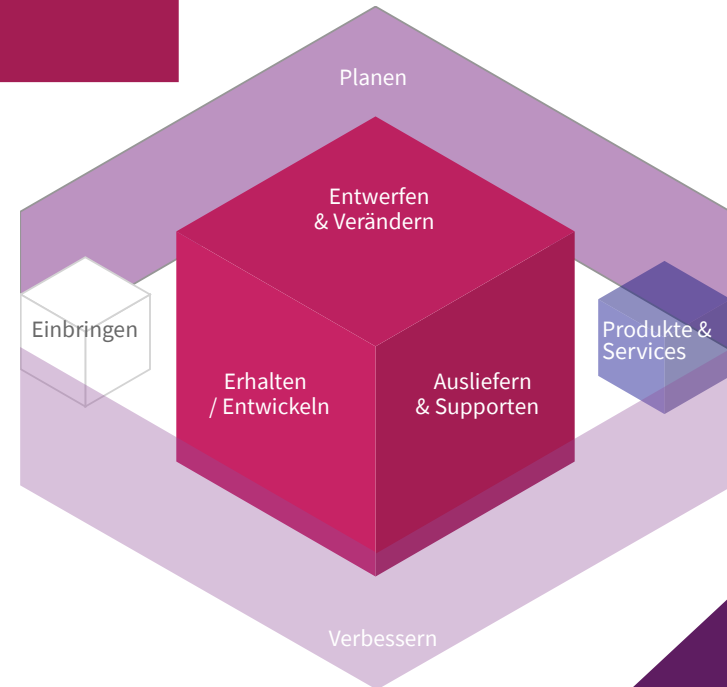 Planen
Entwerfen
& Verändern
Einbringen
Produkte &
Services
Erhalten
/ Entwickeln
Ausliefern
& Supporten
Verbessern